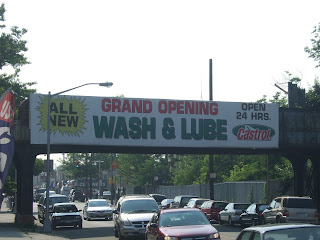 ALL
NEW
GRAND OPENING
WASH & LUBE
OPEN
24 HRS.
Castrol